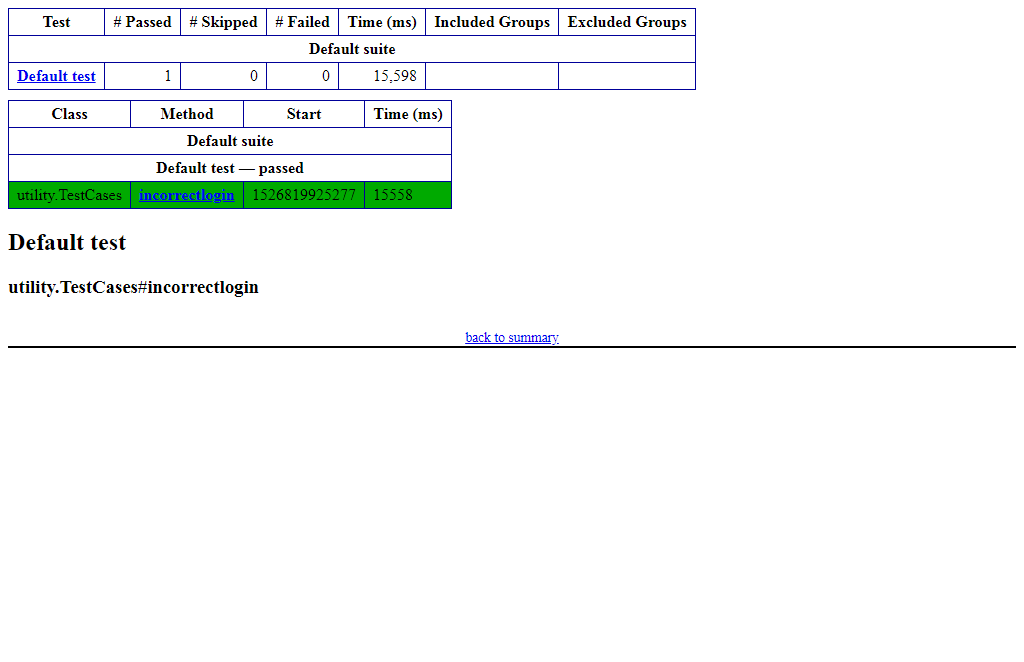 Test # Passed # Skipped # Failed Time (ms) Included Groups Excluded Groups
Default suite
Default test 1 0 0 15,598
Class Method Start Time (ms)
Default suite
Default test — passed
utility.TestCases incorrectlogin 1526819925277 15558
Default test
utility.TestCases#incorrectlogin
back to summary